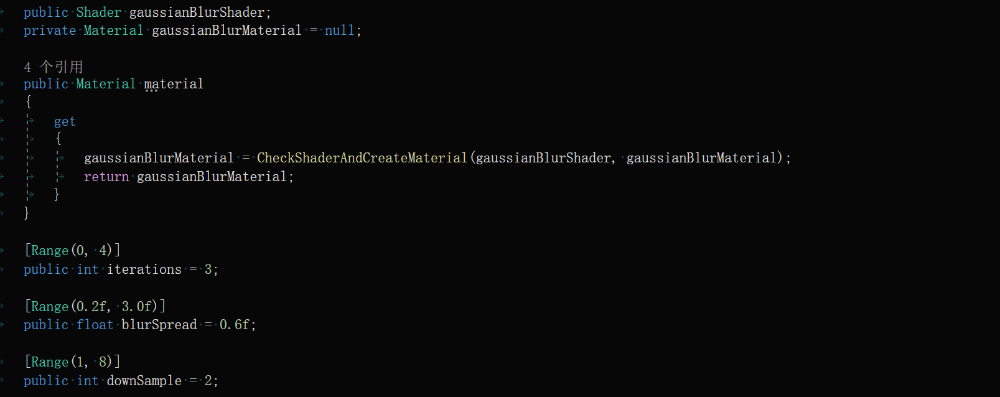 public Shader gaussianBlurShader;
private Material gaussianBlurMaterial = null;
4 个引用
public Material material
{
get
{
gaussianBlurMaterial = CheckShaderAndCreateMaterial(gaussianBlurShader, gaussianBlurMaterial);
return gaussianBlurMaterial;
}
}
[Range(0, 4)]
public int iterations = 3;
[Range(0.2f, 3.0f)]
public float blurSpread = 0.6f;
[Range(1, 8)]
public int downSample = 2;